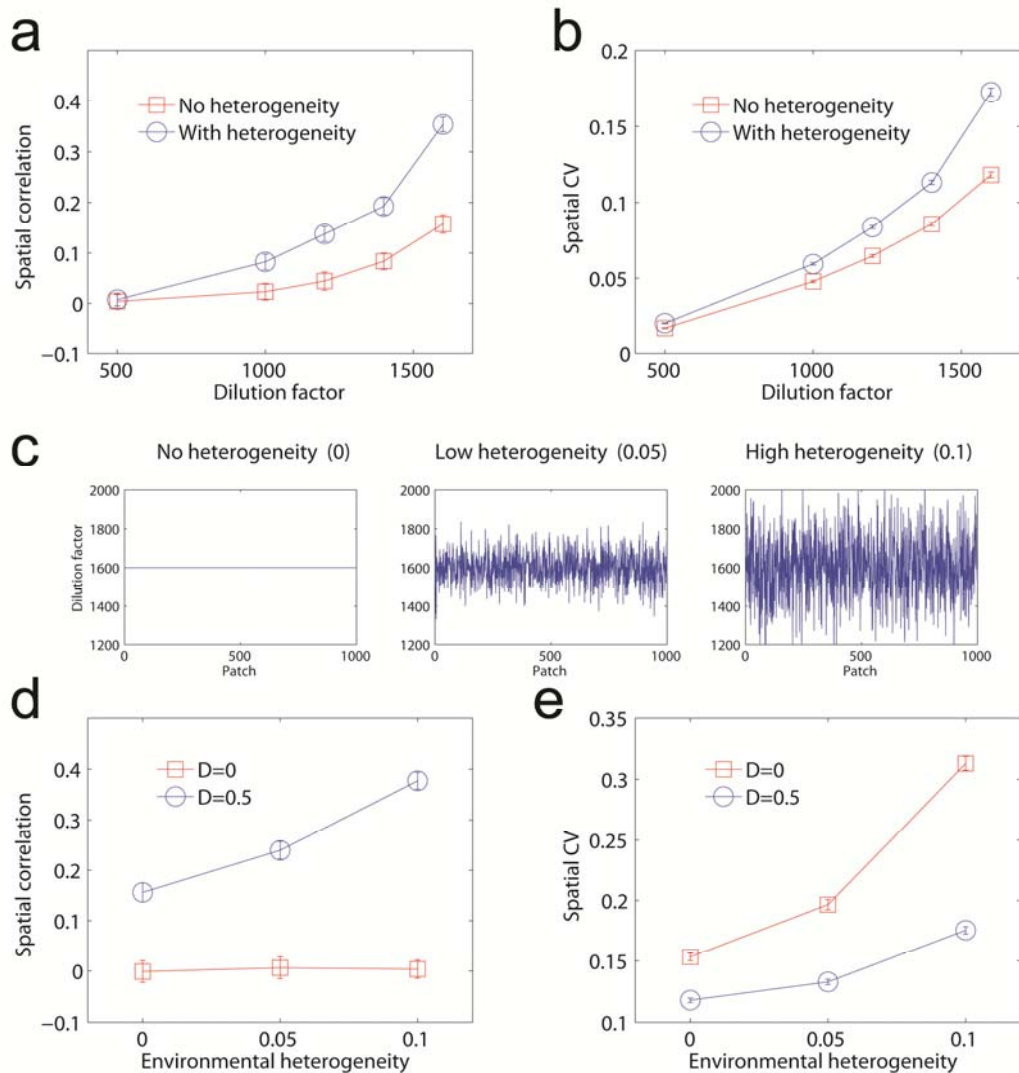 a
No heterogeneity
With heterogeneity
Spatial correlation
0.4
0.3
0.2
0.1
0
−0.1
500
1000
1500
Dilution factor
b
No heterogeneity
With heterogeneity
Spatial CV
0.2
0.15
0.1
0.05
0
500
1000
1500
Dilution factor
c
No heterogeneity (0)
Dilution factor
2000
1800
1600
1400
1200
0
500
1000
Patch
Low heterogeneity (0.05)
2000
1800
1600
1400
1200
0
500
1000
Patch
High heterogeneity (0.1)
2000
1800
1600
1400
1200
0
500
1000
Patch
d
D=0
D=0.5
Spatial correlation
0.4
0.3
0.2
0.1
0
−0.1
0
0.05
0.1
Environmental heterogeneity
e
D=0
D=0.5
Spatial CV
0.35
0.3
0.25
0.2
0.15
0.1
0
0.05
0.1
Environmental heterogeneity